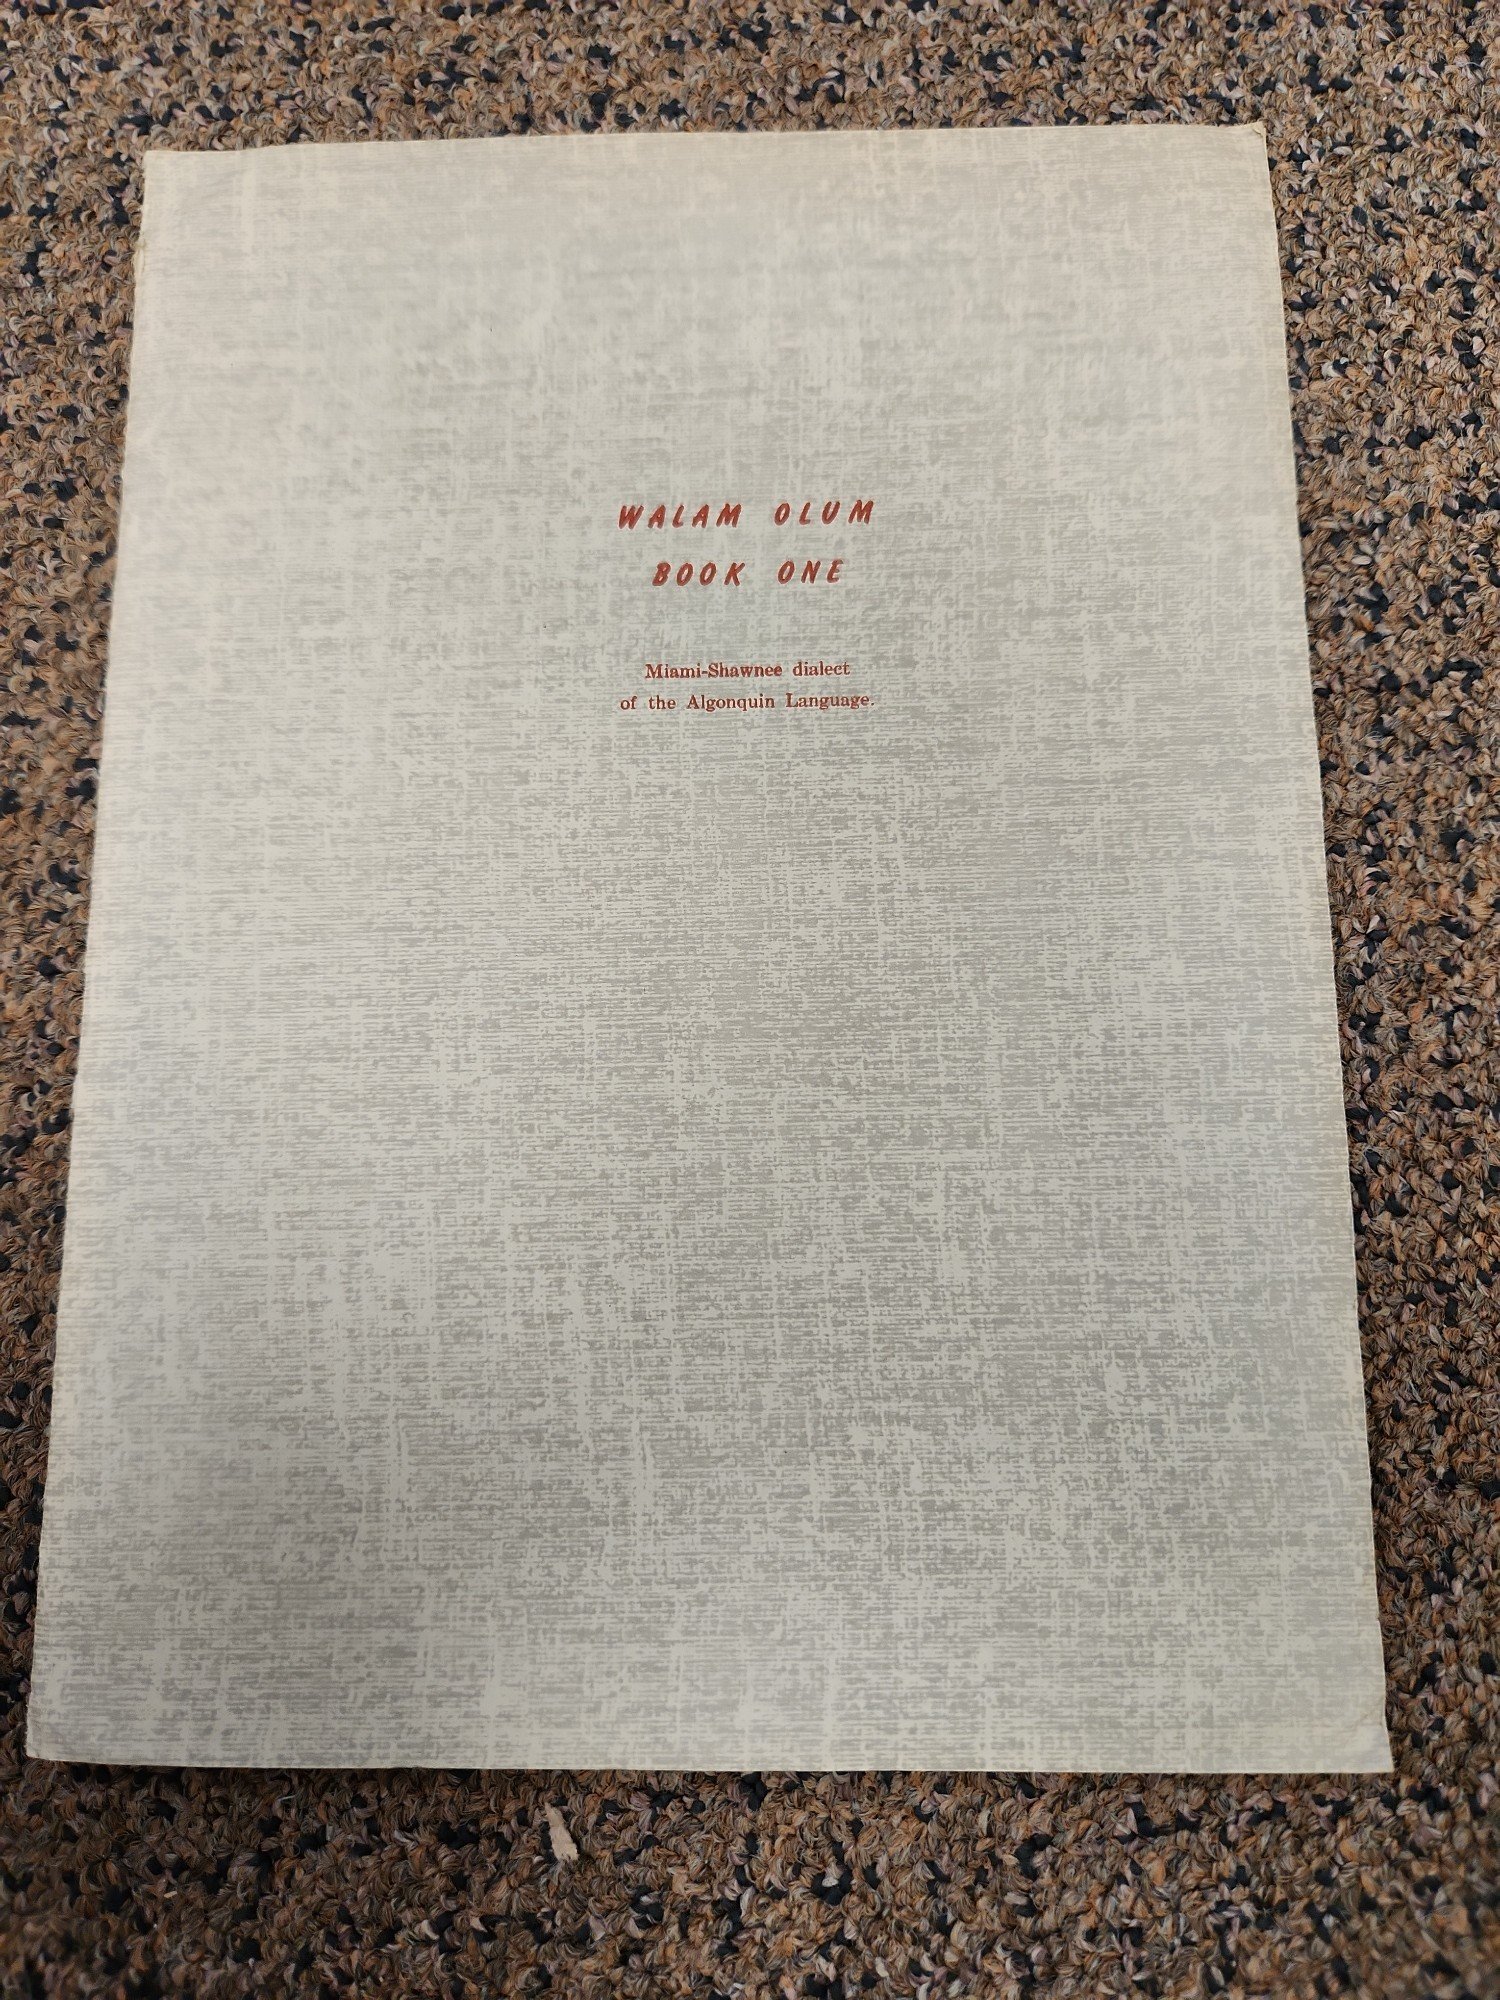 WALAM OLUM
BOOK ONE
Miami-Shawnee dialect
of the Algonquin Language.